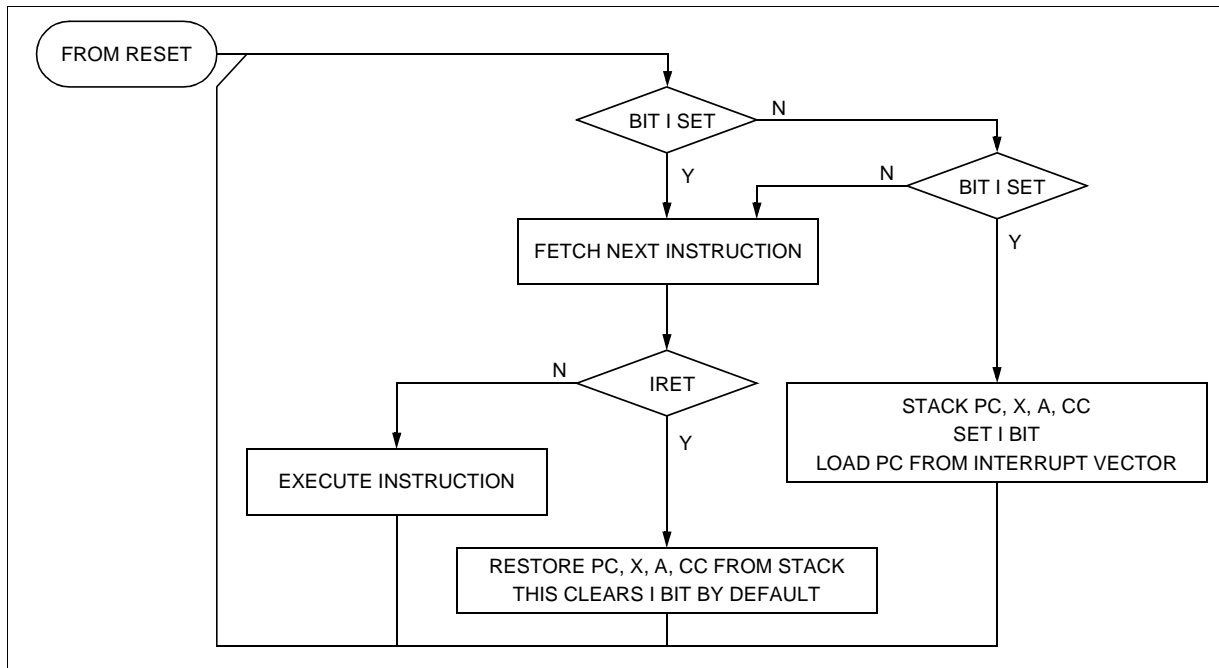 FROM RESET
BIT I SET
N
Y
N
BIT I SET
Y
FETCH NEXT INSTRUCTION
N
IRET
Y
STACK PC, X, A, CC
SET I BIT
LOAD PC FROM INTERRUPT VECTOR
EXECUTE INSTRUCTION
RESTORE PC, X, A, CC FROM STACK
THIS CLEARS I BIT BY DEFAULT